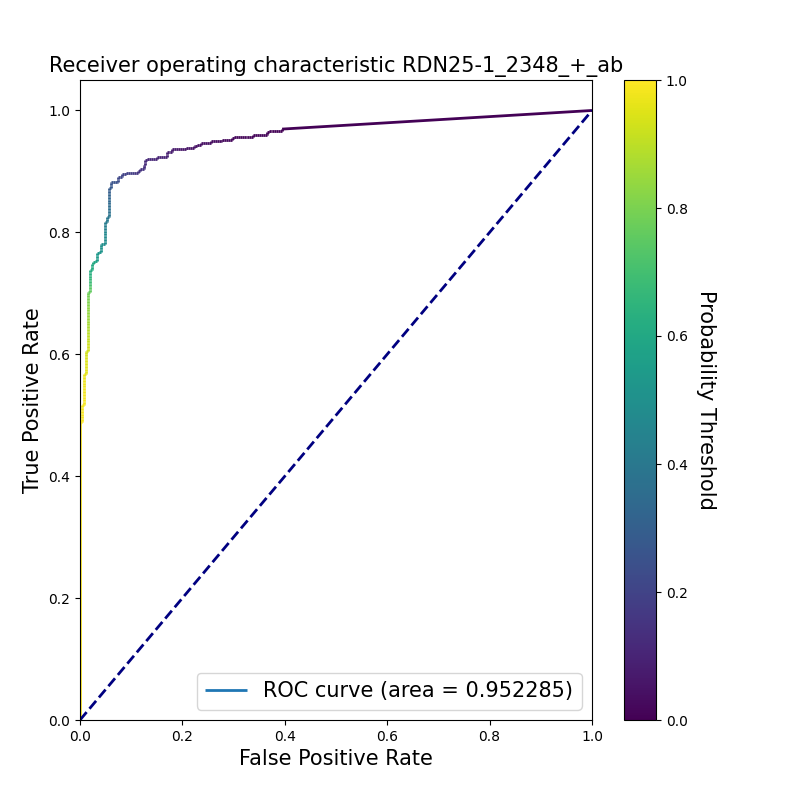 Receiver operating characteristic RDN25-1_2348_+_ab
1.0
0.8
0.6
0.4
0.2
0.0
True Positive Rate
0.0 0.2 0.4 0.6 0.8 1.0
False Positive Rate
ROC curve (area = 0.952285)
1.0
0.8
0.6
0.4
0.2
0.0
Probability Threshold